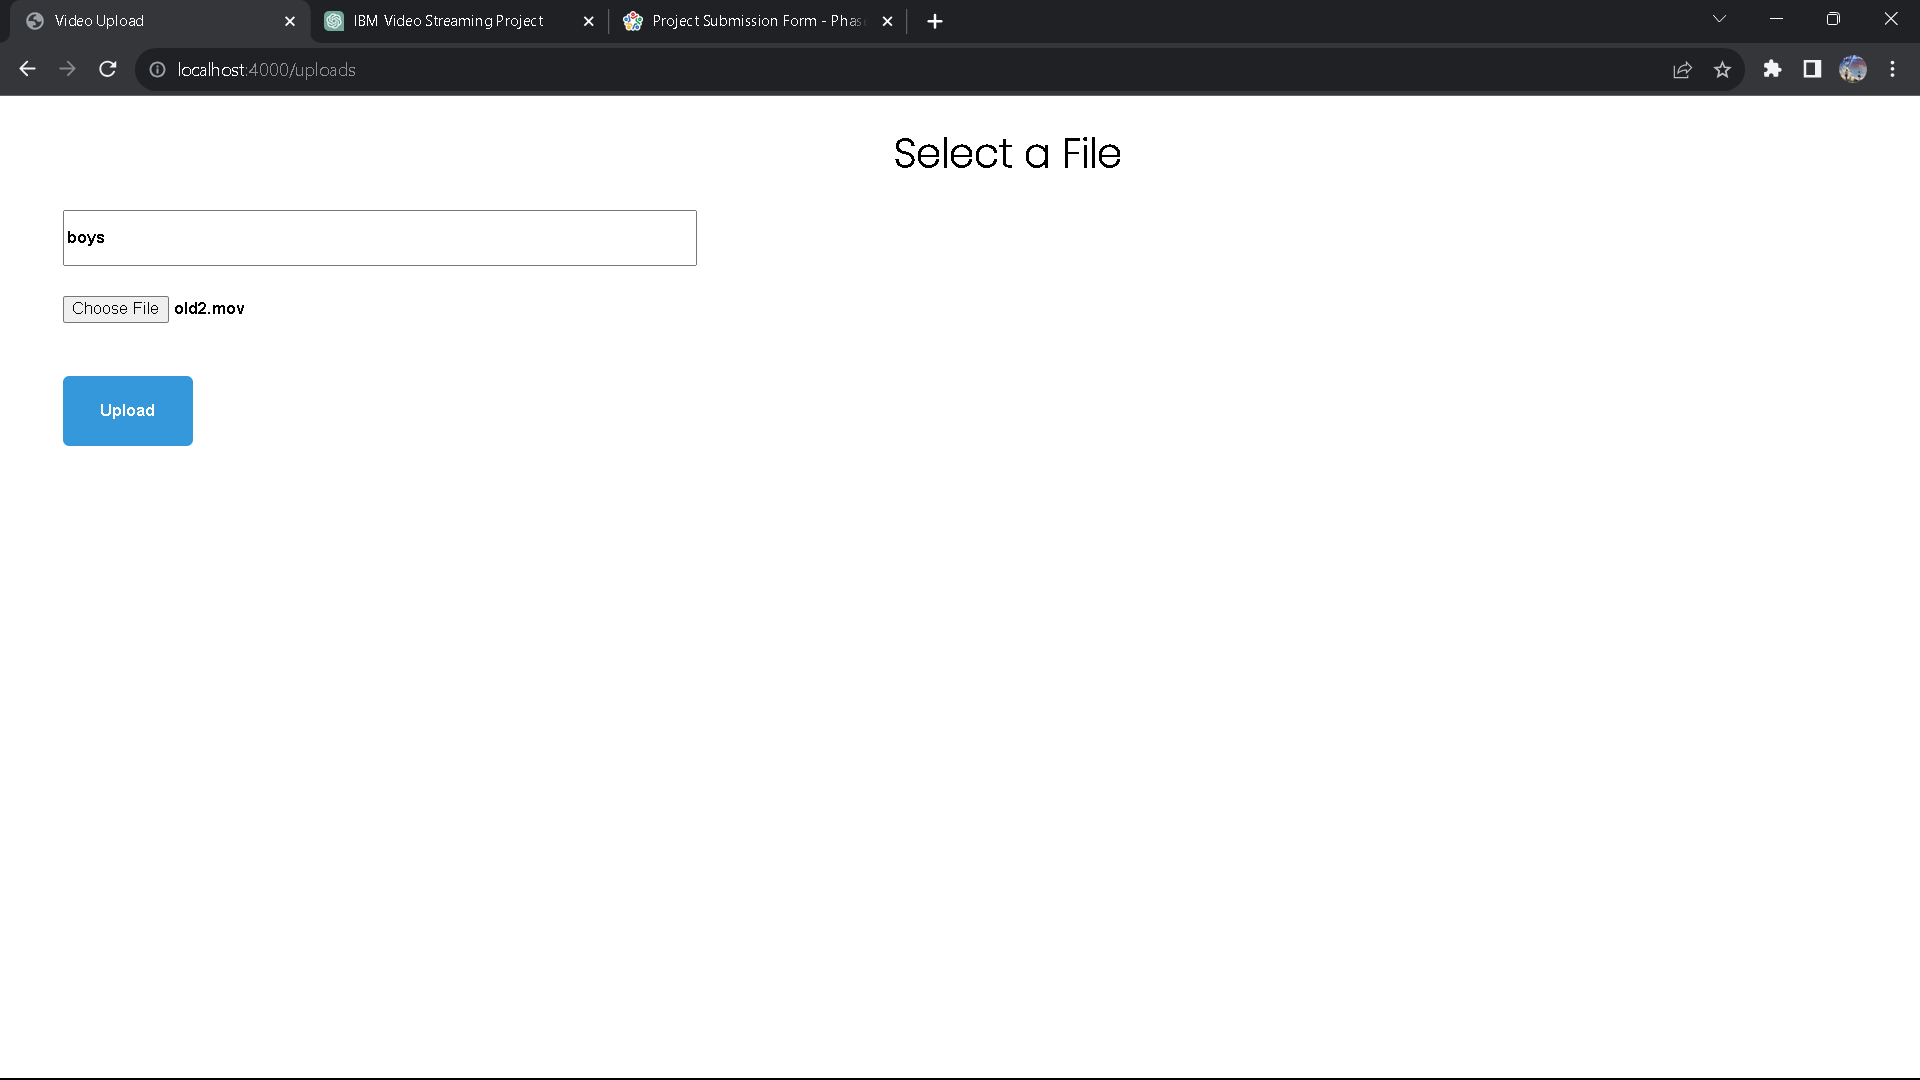 Video Upload
IBM Video Streaming Project
Project Submission Form - Phas
localhost:4000/uploads
Select a File
boys
Choose File old2.mov
Upload